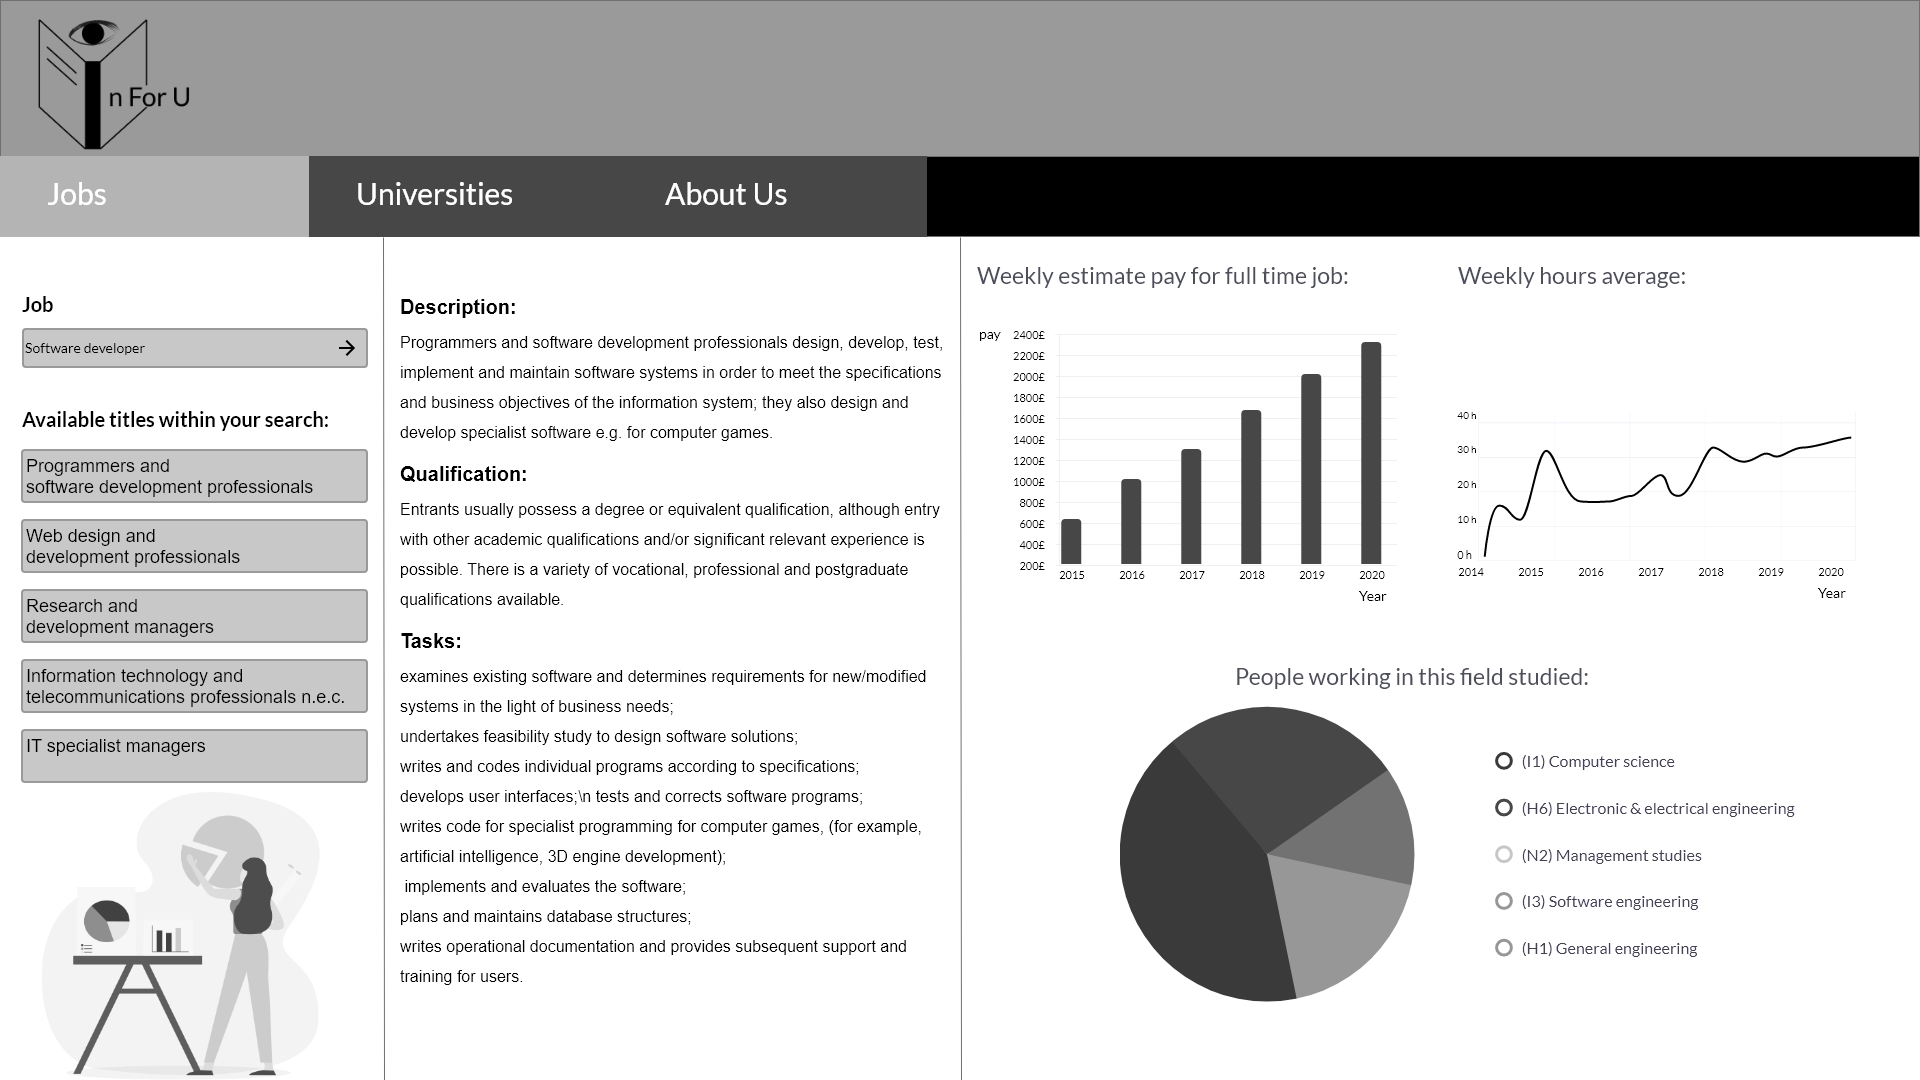 n For U
Jobs
Universities
About Us
Job
Software developer
Available titles within your search:
Programmers and
software development professionals
Web design and
development professionals
Research and
development managers
Information technology and
telecommunications professionals n.e.c.
IT specialist managers
Description:
Programmers and software development professionals design, develop, test,
implement and maintain software systems in order to meet the specifications
and business objectives of the information system; they also design and
develop specialist software e.g. for computer games.
Qualification:
Entrants usually possess a degree or equivalent qualification, although entry
with other academic qualifications and/or significant relevant experience is
possible. There is a variety of vocational, professional and postgraduate
qualifications available.
Tasks:
examines existing software and determines requirements for new/modified
systems in the light of business needs;
undertakes feasibility study to design software solutions;
writes and codes individual programs according to specifications;
develops user interfaces;\n tests and corrects software programs;
writes code for specialist programming for computer games, (for example,
artificial intelligence, 3D engine development);
implements and evaluates the software;
plans and maintains database structures;
writes operational documentation and provides subsequent support and
training for users.
Weekly estimate pay for full time job:
pay
2400£
2200£
2000£
1800£
1600£
1400£
1200£
1000£
800£
600£
400£
200£
2015 2016 2017 2018 2019 2020
Year
Weekly hours average:
40 h
30 h
20 h
10 h
0 h
2014 2015 2016 2017 2018 2019 2020
Year
People working in this field studied:
(I1) Computer science
(H6) Electronic & electrical engineering
(N2) Management studies
(I3) Software engineering
(H1) General engineering